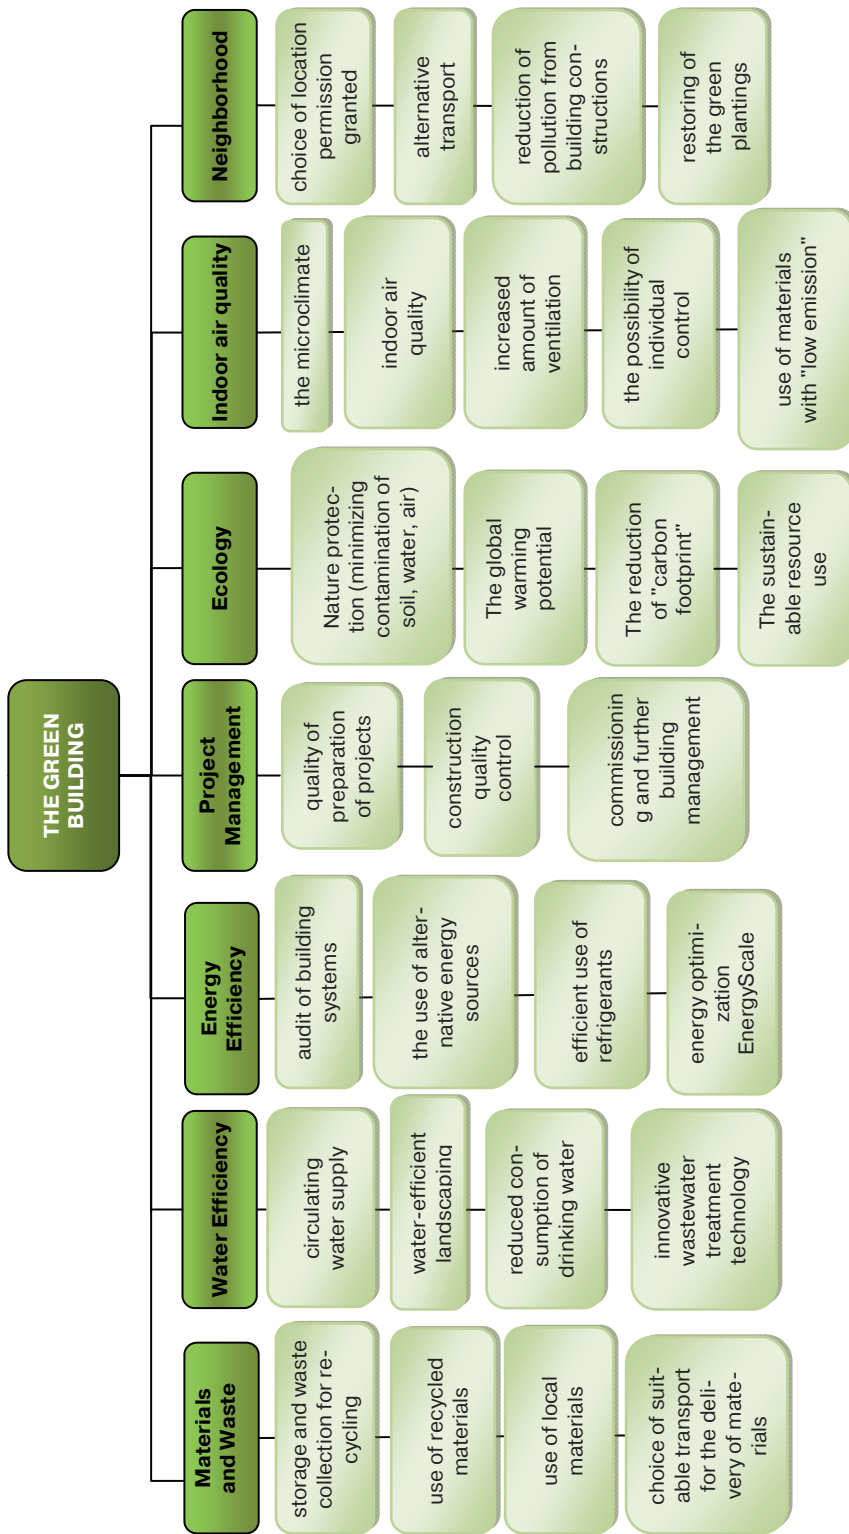 THE GREEN
BUILDING
Materials
and Waste
storage and waste
collection for re-
cycling
use of recycled
materials
use of local
materials
choice of suit-
able transport
for the deli-
very of mate-
rials
Water Efficiency
circulating
water supply
water-efficient
landscaping
reduced con-
sumption of
drinking water
innovative
wastewater
treatment
technology
Energy
Efficiency
audit of building
systems
the use of alter-
native energy
sources
efficient use of
refrigerants
energy optimi-
zation
EnergyScale
Project
Management
quality of
preparation
of projects
construction
quality
control
commissionin
g and further
building
management
Ecology
Nature protec-
tion (minimizing
contamination of
soil, water, air)
The global
warming
potential
The reduction
of "carbon
footprint"
The sustain-
able resource
use
Indoor air quality
the microclimate
indoor air
quality
increased
amount of
ventilation
the possibility of
individual
control
use of materials
with "low emission"
Neighborhood
choice of location
permission
granted
alternative
transport
reduction of
pollution from
building con-
structions
restoring of
the green
plantings